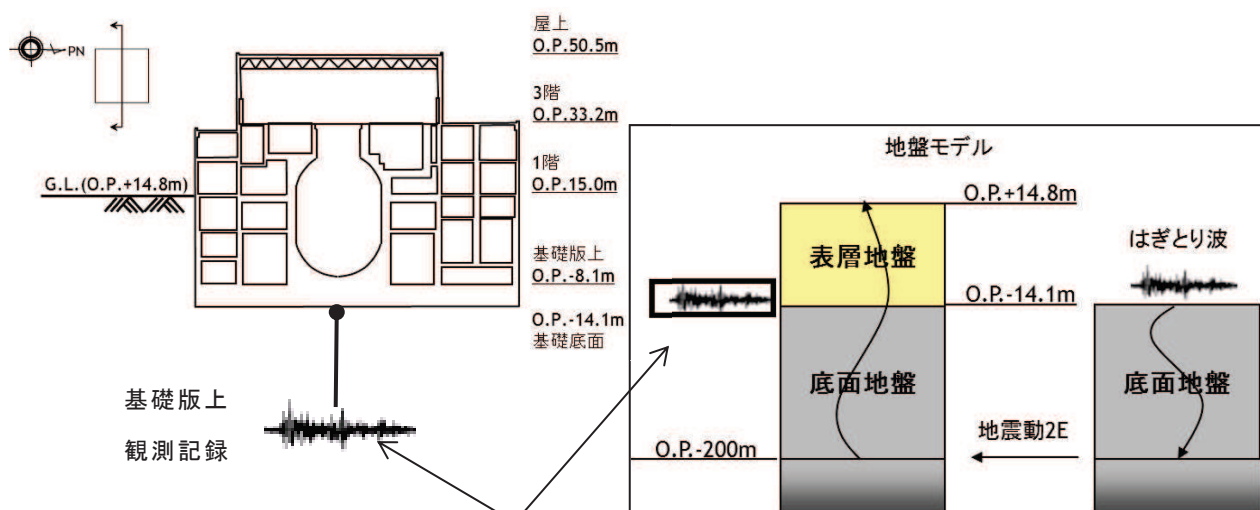 PN
屋上
O.P.50.5m
3階
O.P.33.2m
1階
O.P.15.0m
G.L.(O.P.+14.8m)
基礎版上
O.P.-8.1m
O.P.-14.1m
基礎底面
基礎版上
観測記録
地盤モデル
O.P.+14.8m
表層地盤
はぎとり波
O.P.-14.1m
底面地盤
底面地盤
地震動2E
O.P.-200m